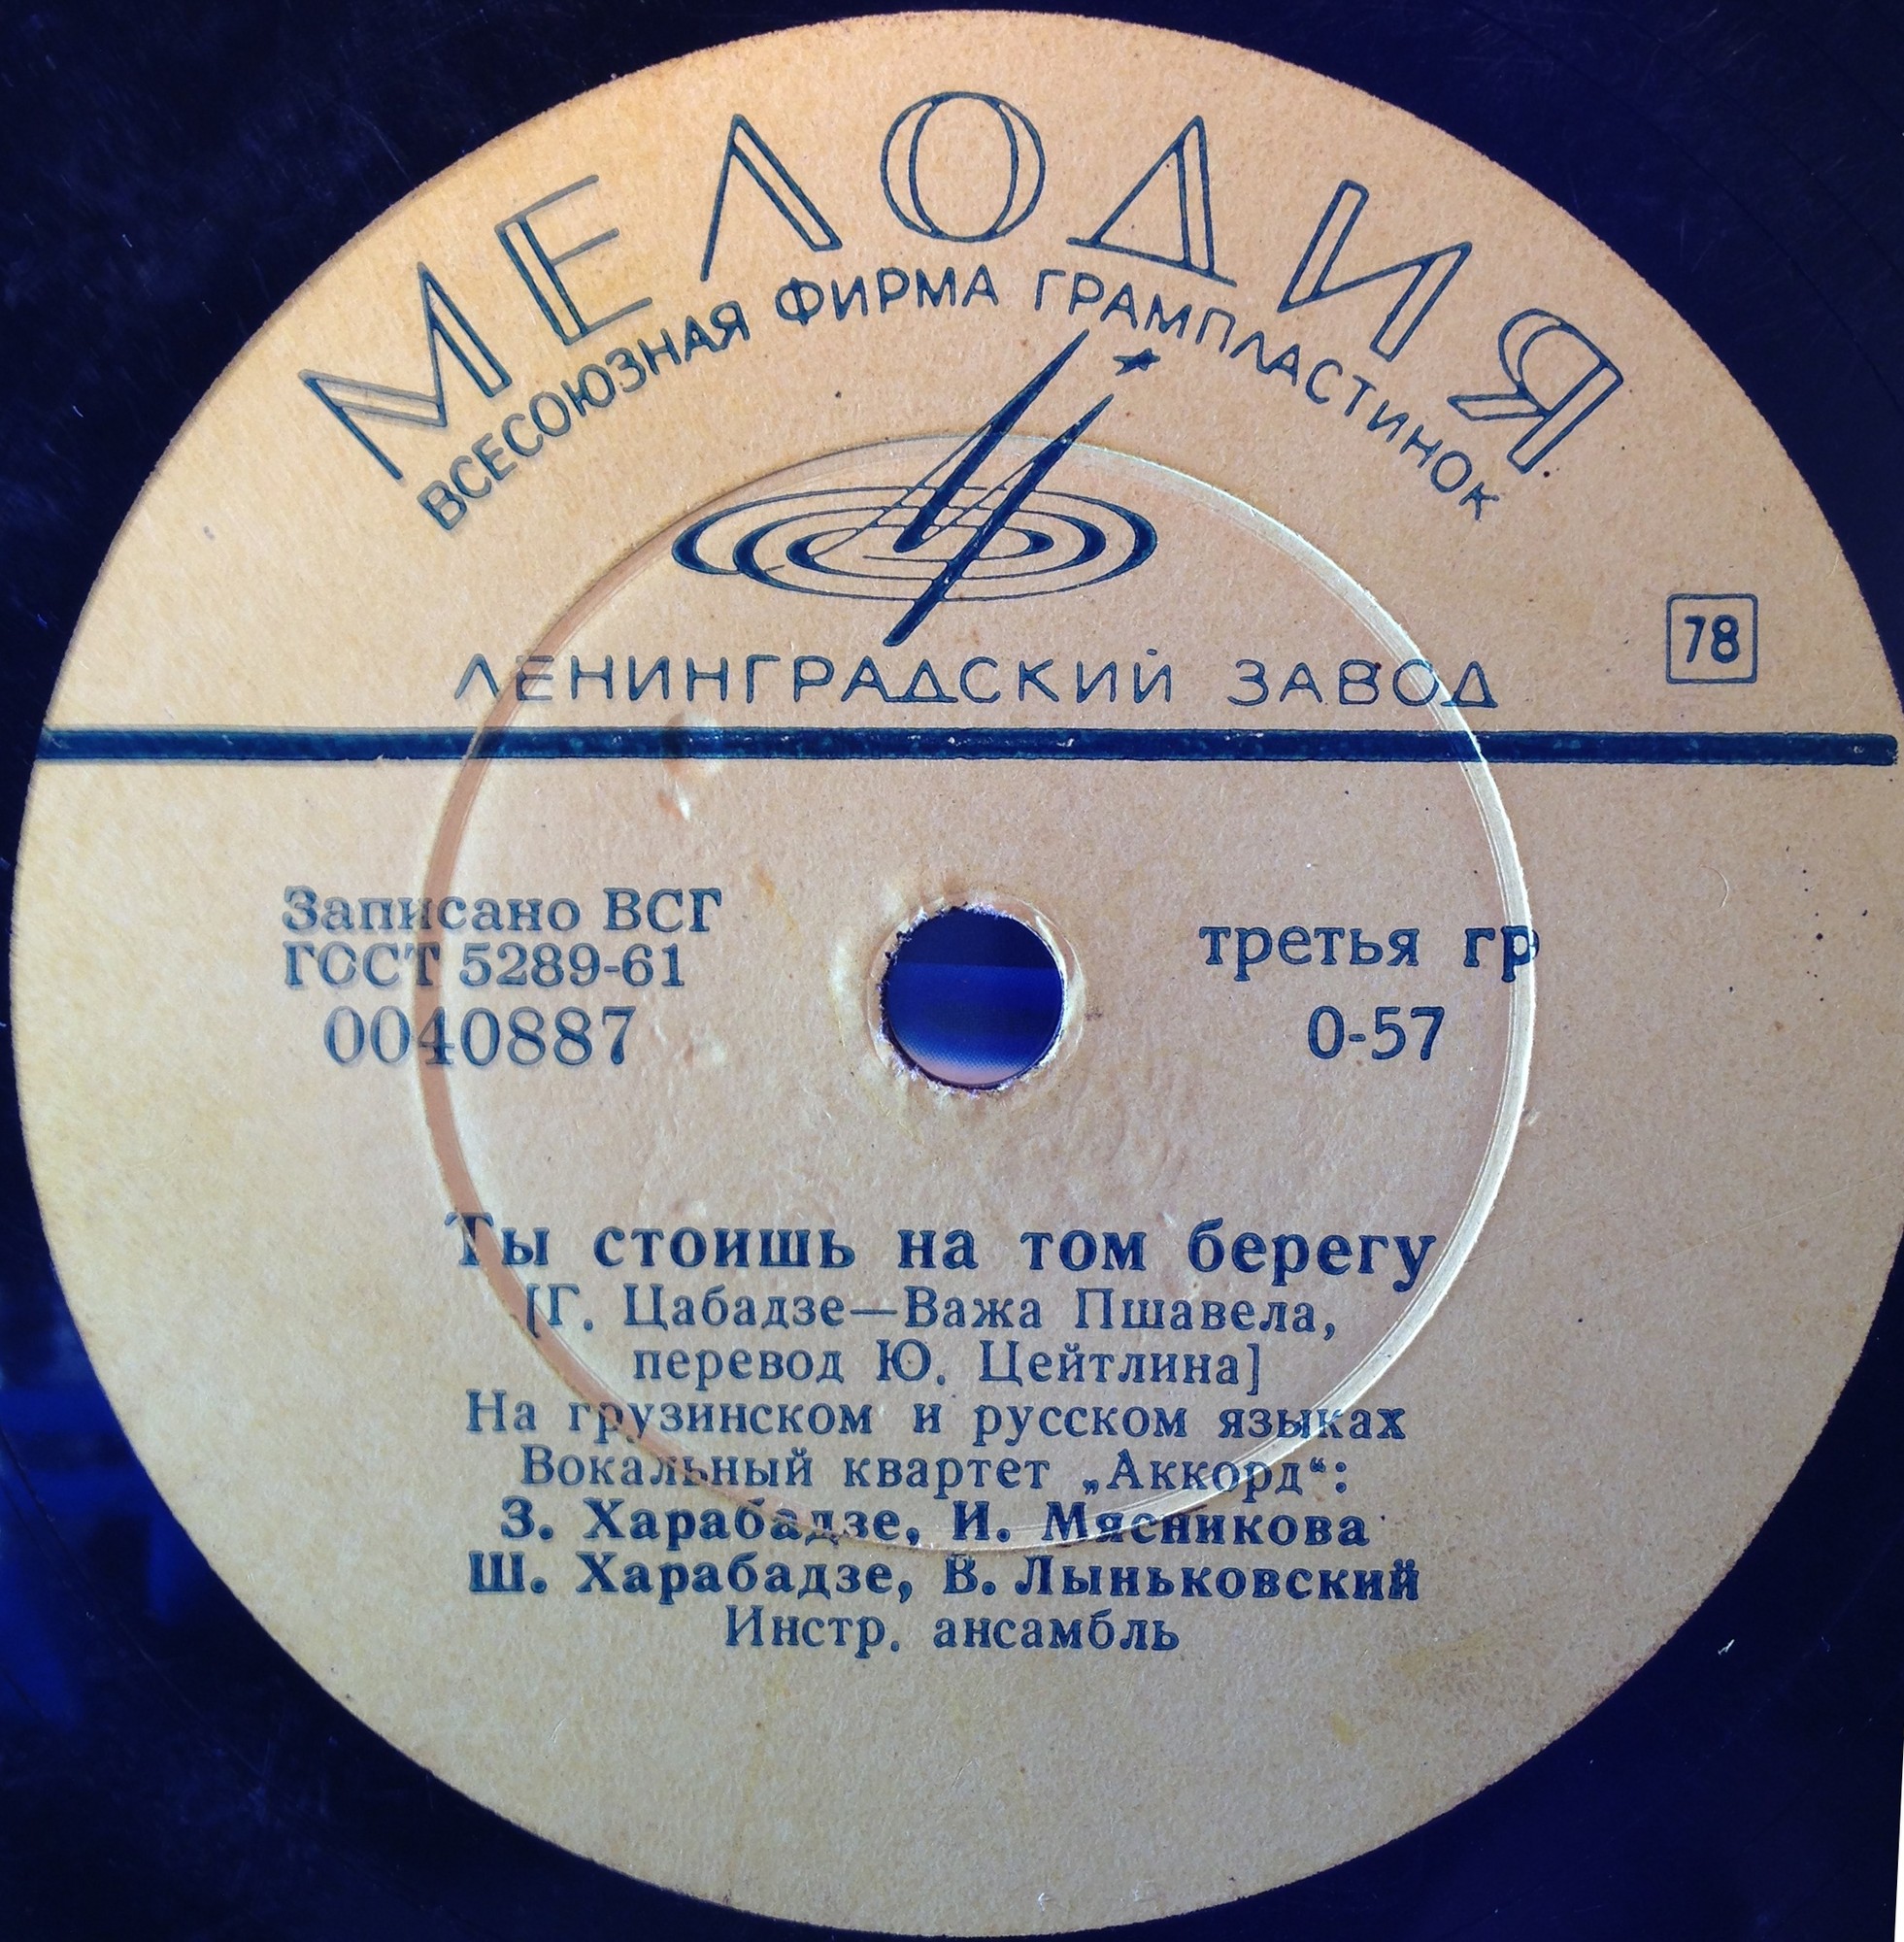 МЕЛОДИЯ
ВСЕСОЮЗНАЯ ФИРМА ГРАМПЛАСТИНОК
78
ЛЕНИНГРАДСКИЙ ЗАВОД
Записано ВСГ
ГОСТ 5289-61
0040887
третья гр
0-57
Ты стоишь на том берегу
[Г. Цабадзе—Важа Пшавела,
перевод Ю. Цейтлина]
На грузинском и русском языках
Вокальный квартет „Аккорд“:
З. Харабадзе, И. Мясникова
Ш. Харабадзе, В. Лыньковский
Инстр. ансамбль